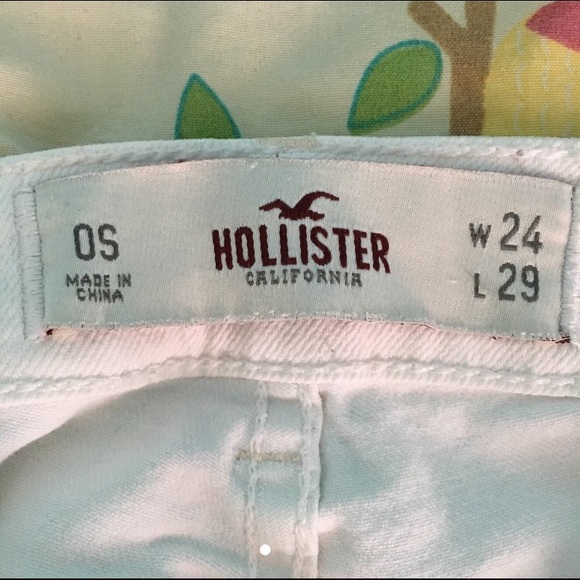 0S
MADE IN
CHINA
HOLLISTER
CALIFORNIA
W 24
L 29